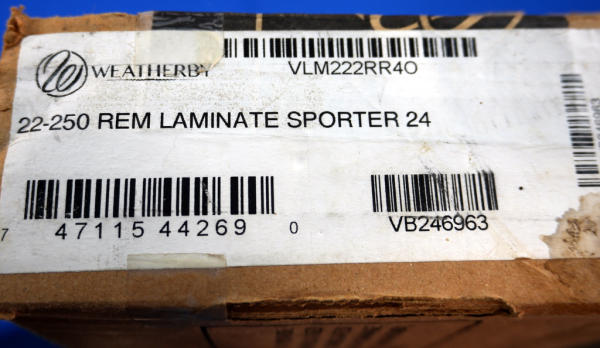 WEATHERBY VLM222RR4O
22-250 REM LAMINATE SPORTER 24
7 47115 44269 0
VB246963